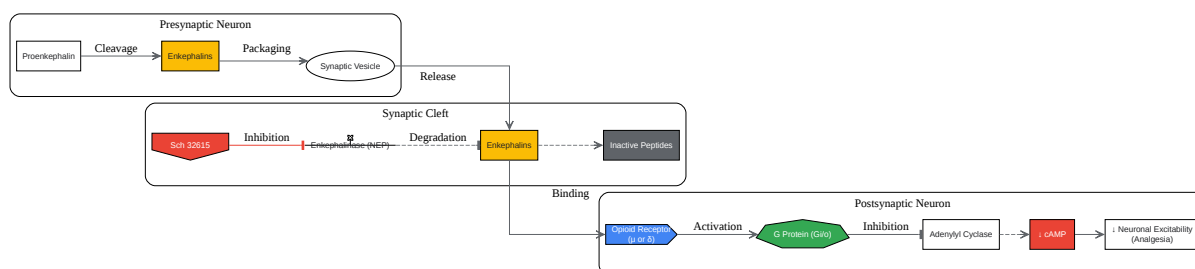 Presynaptic Neuron
Proenkephalin
Cleavage
Enkephalins
Packaging
Synaptic Vesicle
Release
Synaptic Cleft
Sch 32615
Inhibition
Enkephalinase (NEP)
Degradation
Enkephalins
Inactive Peptides
Binding
Postsynaptic Neuron
Opioid Receptor
(μ or δ)
Activation
G Protein (Gi/o)
Inhibition
Adenylyl Cyclase
↓ cAMP
↓ Neuronal Excitability
(Analgesia)